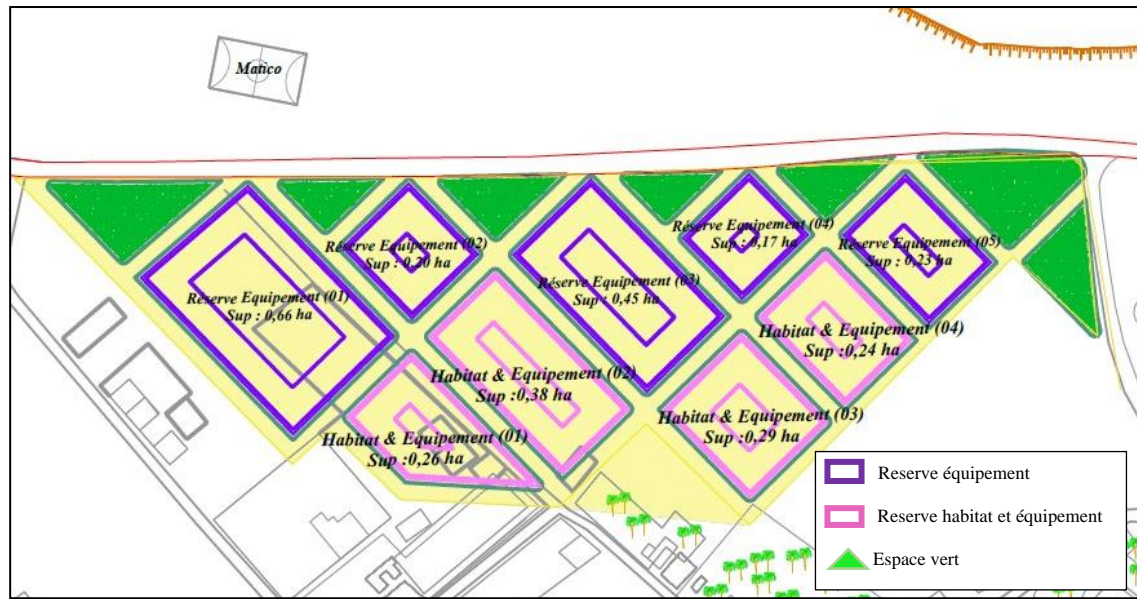 Matico
Réserve Equipement (01)
Sup : 0,66 ha
Réserve Equipement (02)
Sup : 0,20 ha
Réserve Equipement (03)
Sup : 0,45 ha
Réserve Equipement (04)
Sup : 0,17 ha
Réserve Equipement (05)
Sup : 0,23 ha
Habitat & Equipement (01)
Sup :0,26 ha
Habitat & Equipement (02)
Sup :0,38 ha
Habitat & Equipement (03)
Sup :0,29 ha
Habitat & Equipement (04)
Sup :0,24 ha
Reserve équipement
Reserve habitat et équipement
Espace vert